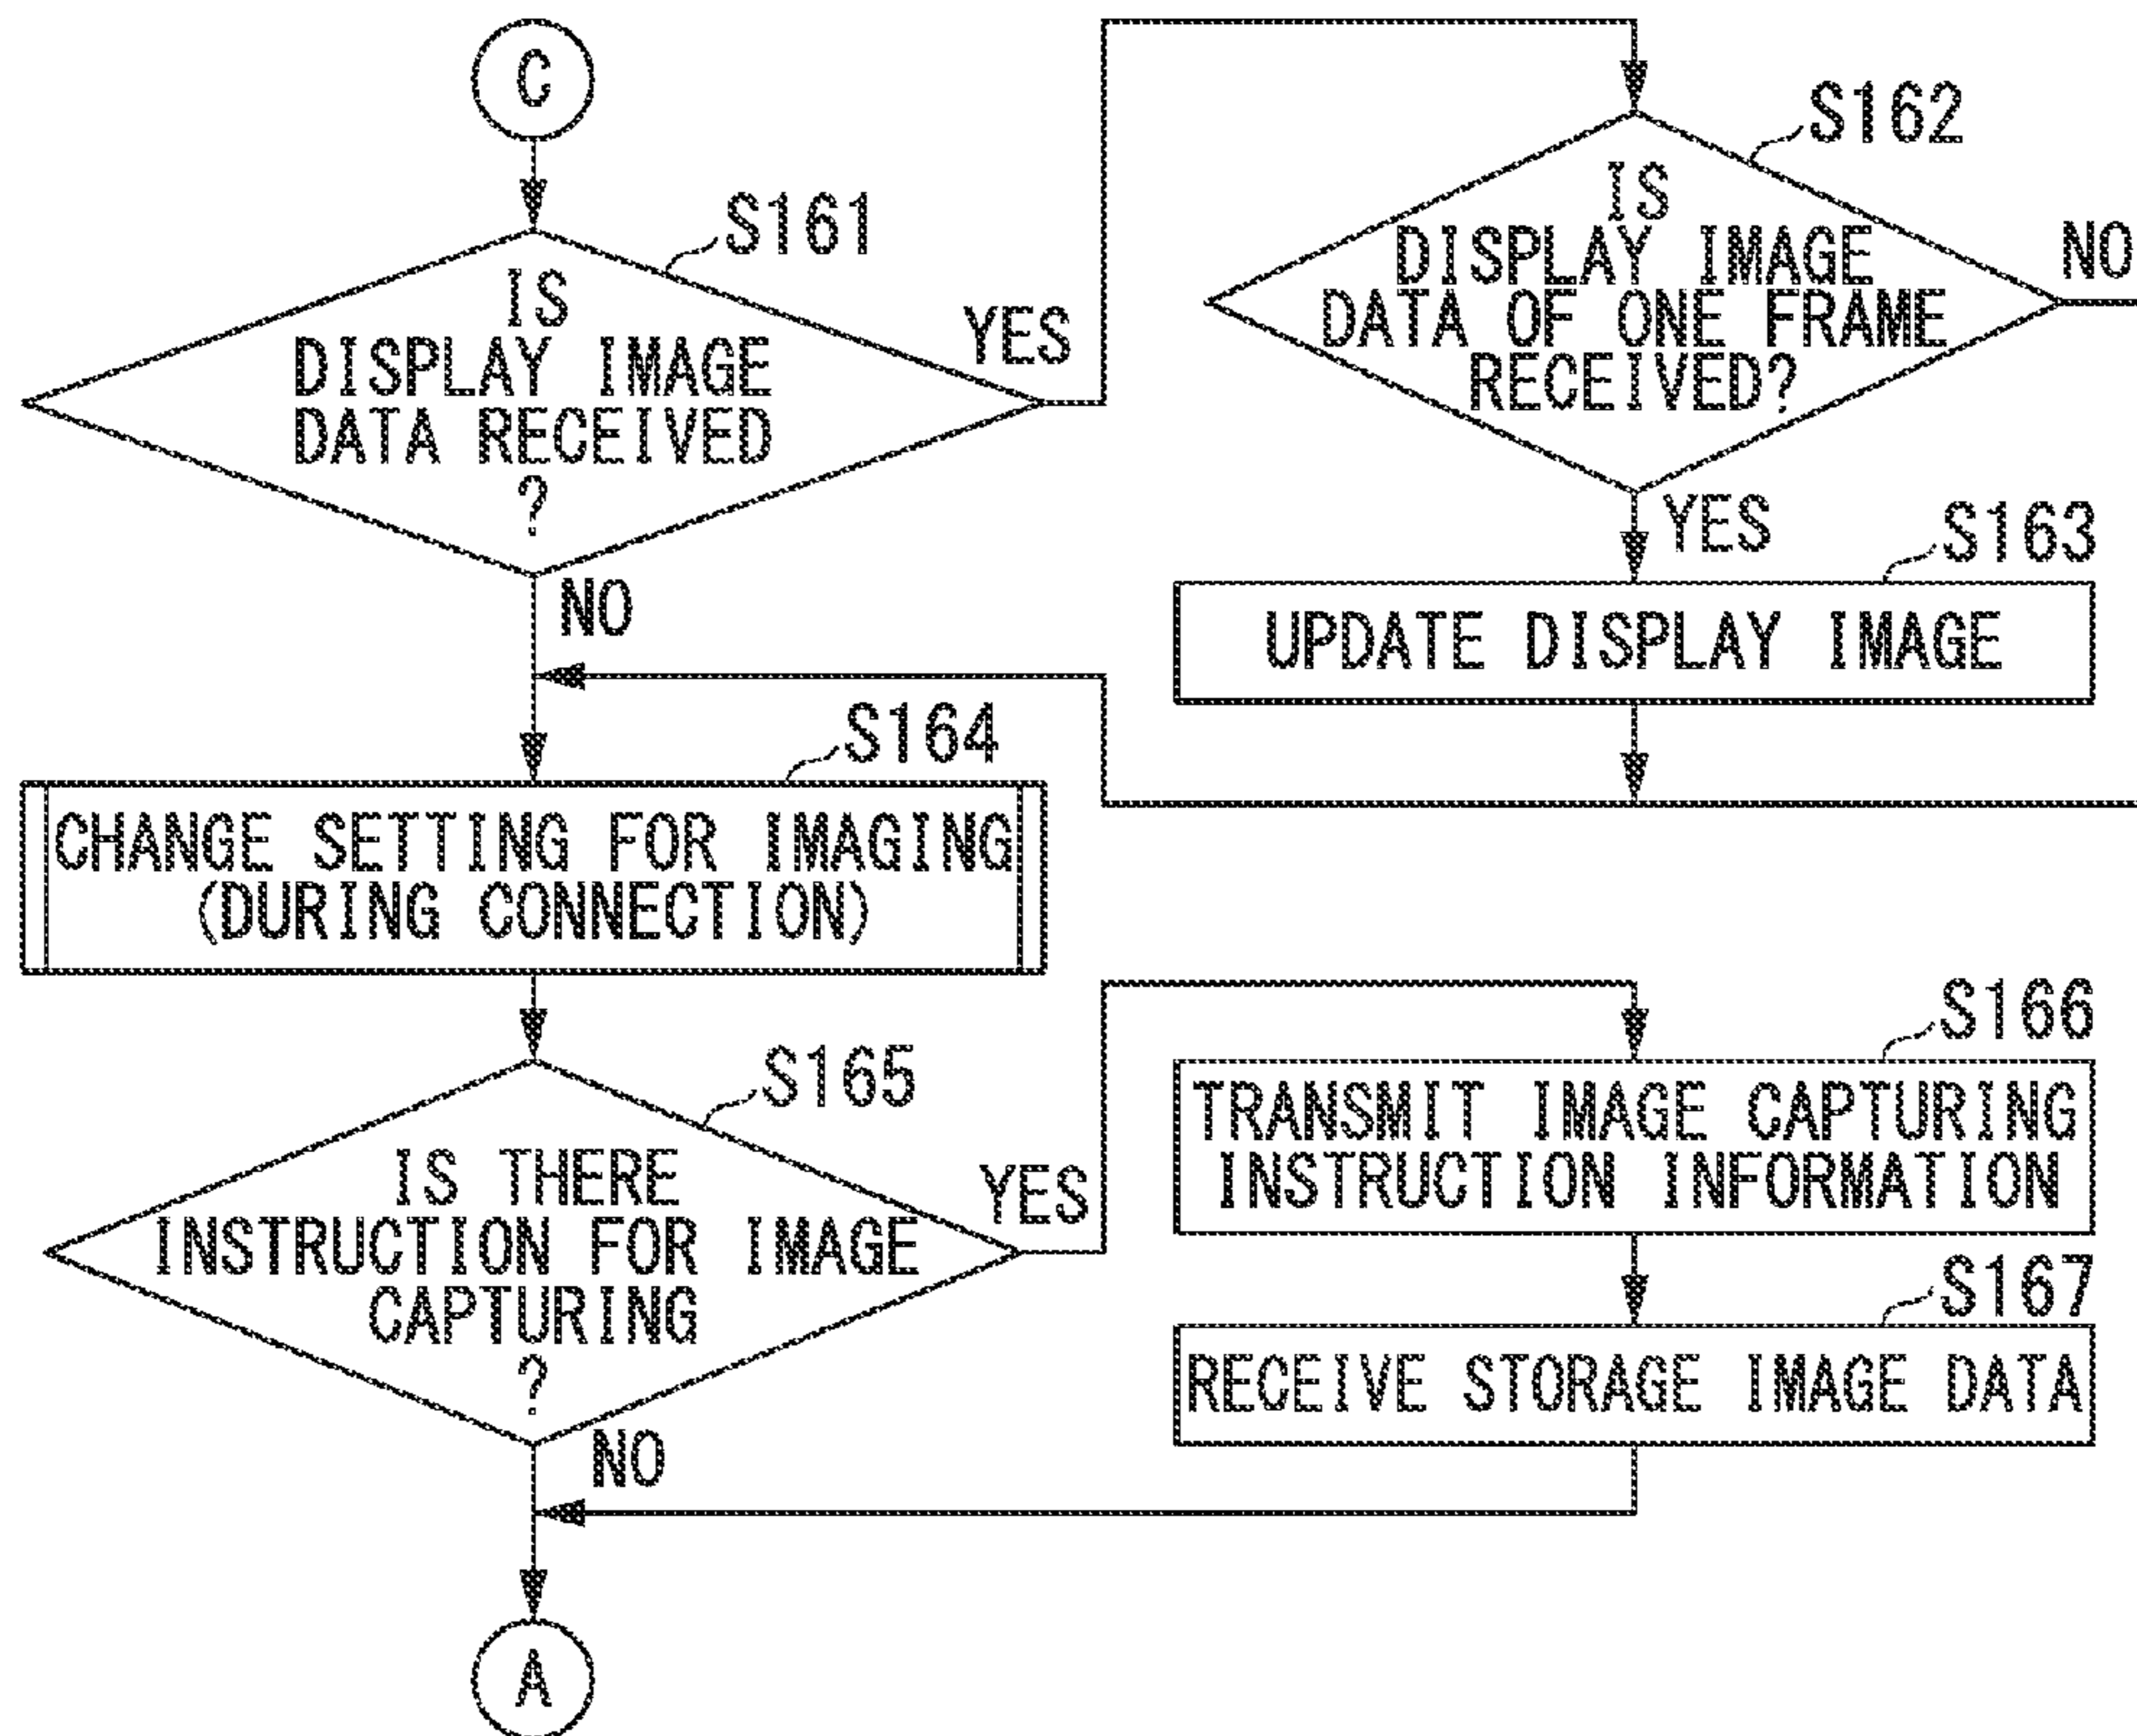 C
S161
IS
DISPLAY IMAGE
DATA RECEIVED
?
YES
NO
S162
IS
DISPLAY IMAGE
DATA OF ONE FRAME
RECEIVED?
NO
YES
S163
UPDATE DISPLAY IMAGE
S164
CHANGE SETTING FOR IMAGING
(DURING CONNECTION)
S165
IS THERE
INSTRUCTION FOR IMAGE
CAPTURING
?
YES
NO
S166
TRANSMIT IMAGE CAPTURING
INSTRUCTION INFORMATION
S167
RECEIVE STORAGE IMAGE DATA
A